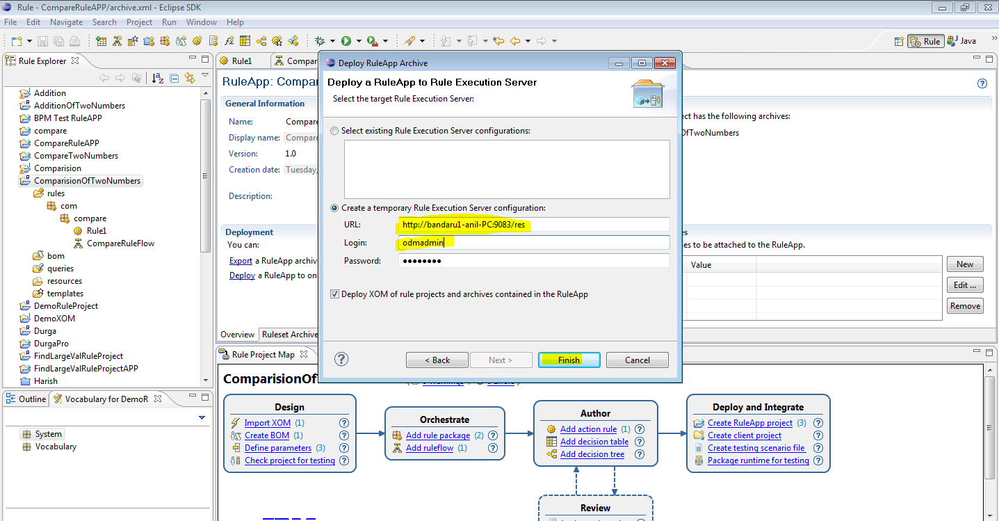 Rule - CompareRuleAPP/archive.xml - Eclipse SDK
File Edit Navigate Search Project Run Window Help
Rule Java
Rule Explorer
Addition
AdditionOfTwoNumbers
BPM Test RuleAPP
compare
CompareRuleAPP
CompareTwoNumbers
Comparision
ComparisionOfTwoNumbers
rules
com
compare
Rule1
CompareRuleFlow
bom
queries
resources
templates
DemoRuleProject
DemoXOM
Durga
DurgaPro
FindLargeValRuleProject
FindLargeValRuleProjectAPP
Harish
Outline Vocabulary for DemoR
System
Vocabulary
Rule1 Compar
RuleApp: Compar
General Information
Name: Compare
Display name: Compare
Version: 1.0
Creation date: Tuesday,
Description:
Deployment
You can:
Export a RuleApp archiv
Deploy a RuleApp to on
Overview Ruleset Archive
ect has the following archives:
OfTwoNumbers
es
ies to be attached to the RuleApp.
Value
New
Edit ...
Remove
Deploy RuleApp Archive
Deploy a RuleApp to Rule Execution Server
Select the target Rule Execution Server:
Select existing Rule Execution Server configurations:
Create a temporary Rule Execution Server configuration:
URL: http://bandaru1-anil-PC:9083/res
Login: odmadmin
Password: ●●●●●●●●
Deploy XOM of rule projects and archives contained in the RuleApp
< Back Next > Finish Cancel
Rule Project Map
ComparisionOf
Design
Import XOM (1)
Create BOM (1)
Define parameters (3)
Check project for testing
Orchestrate
Add rule package (2)
Add ruleflow (1)
Author
Add action rule (1)
Add decision table
Add decision tree
Deploy and Integrate
Create RuleApp project (3)
Create client project
Create testing scenario file
Package runtime for testing
Review